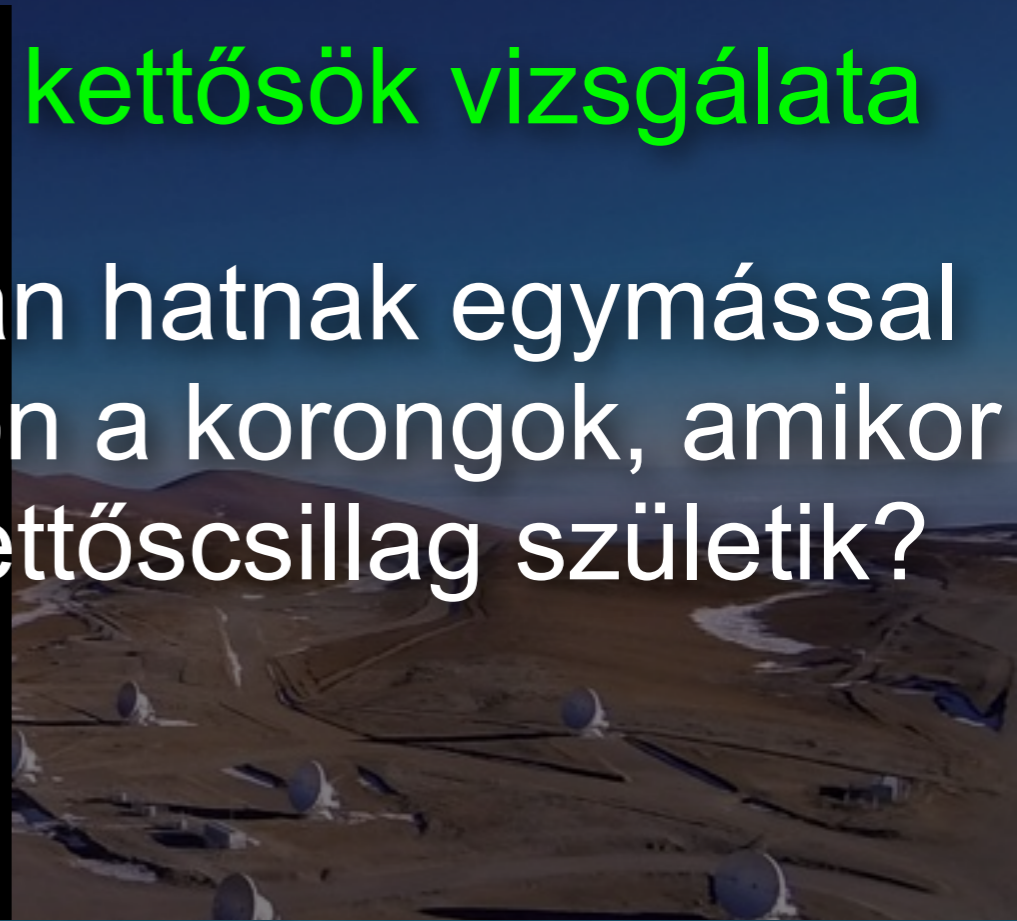 kettősök vizsgálata
n hatnak egymással
n a korongok, amikor
ettőscsillag születik?